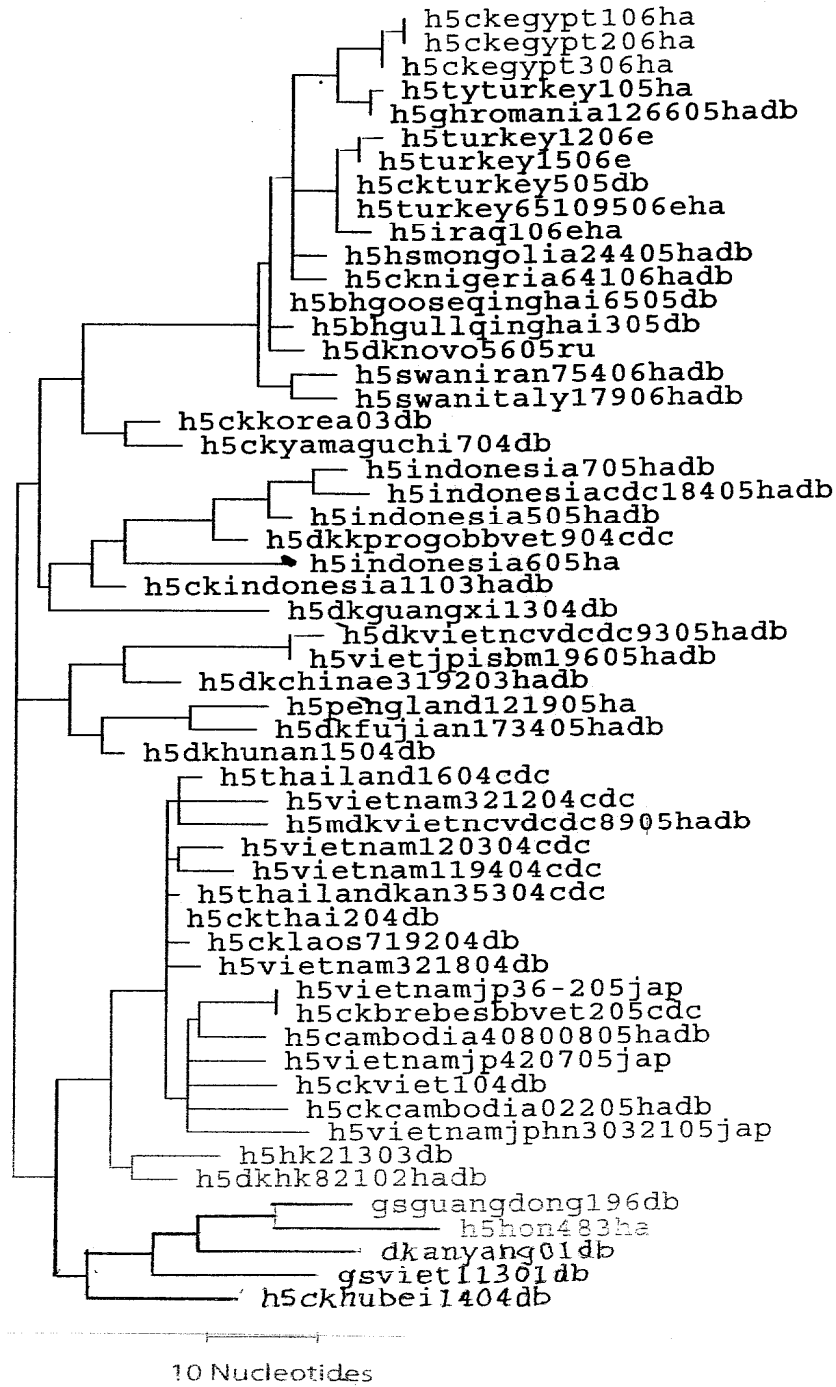 h5ckegypt106ha
h5ckegypt206ha
h5ckegypt306ha
h5tyturkey105ha
h5ghromania126605hadb
h5turkey1206e
h5turkey1506e
h5ckturkey505db
h5turkey65109506eha
h5iraq106eha
h5hsmongolia24405hadb
h5cknigeria64106hadb
h5bhgooseqinghai6505db
h5bhgullqinghai305db
h5dknovo5605ru
h5swaniran75406hadb
h5swanitaly17906hadb
h5ckkorea03db
h5ckyamaguchi704db
h5indonesia705hadb
h5indonesiacdc18405hadb
h5indonesia505hadb
h5dkkprogobbvet904cdc
h5indonesia605ha
h5ckindonesia1103hadb
h5dkguangxi1304db
h5dkvietncvdcdc9305hadb
h5vietjpisbm19605hadb
h5dkchinae319203hadb
h5pengland121905ha
h5dkfujian173405hadb
h5dkhunan1504db
h5thailand1604cdc
h5vietnam321204cdc
h5mdkvietncvdcdc8905hadb
h5vietnam120304cdc
h5vietnam119404cdc
h5thailandkan35304cdc
h5ckthai204db
h5cklaos719204db
h5vietnam321804db
h5vietnamjp36-205jap
h5ckbrebesbbvet205cdc
h5cambodia40800805hadb
h5vietnamjp420705jap
h5ckviet104db
h5ckcambodia02205hadb
h5vietnamjphn3032105jap
h5hk21303db
h5dkhk82102hadb
gsguangdong196db
h5hon483ha
dkanyang01db
gsviet11301db
h5ckhubei1404db
10 Nucleotides